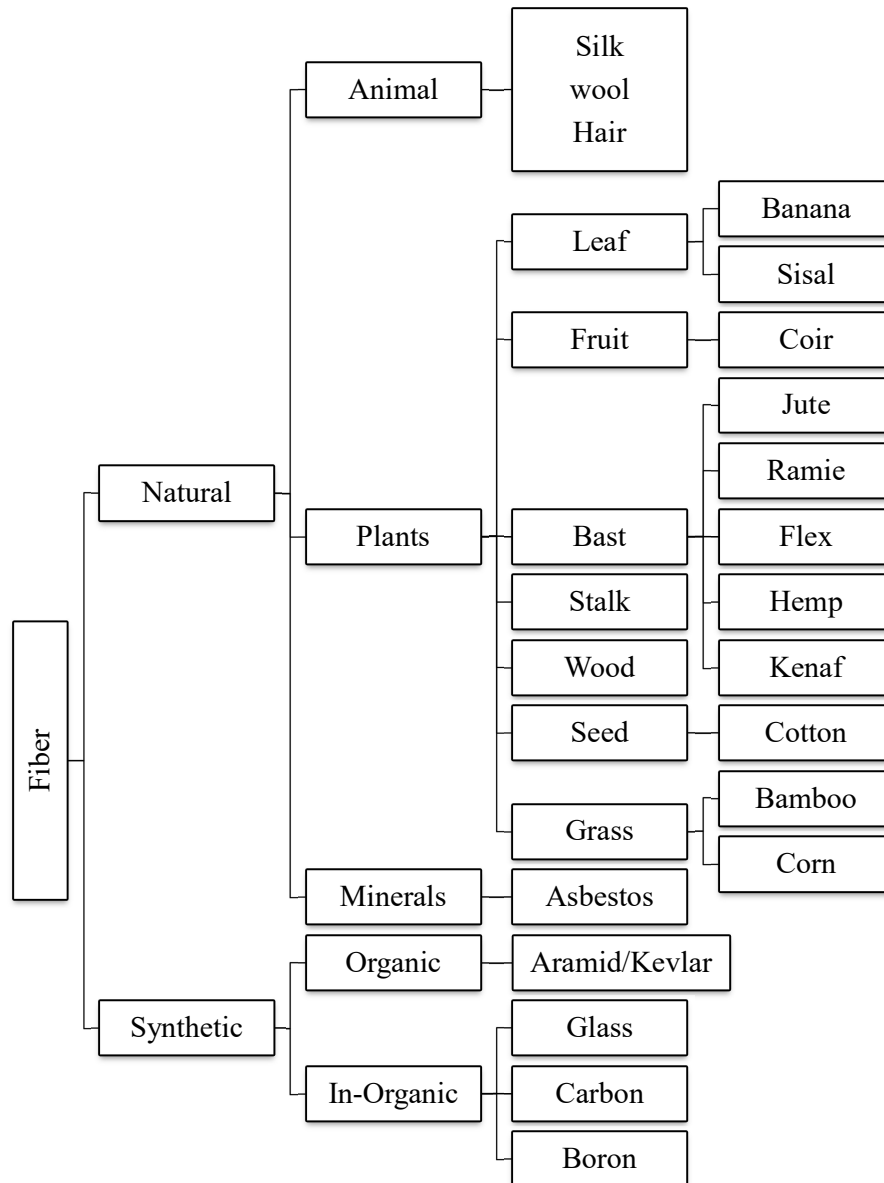 Fiber
Natural
Animal
Silk
wool
Hair
Plants
Leaf
Banana
Sisal
Fruit
Coir
Bast
Jute
Ramie
Flex
Hemp
Kenaf
Stalk
Wood
Seed
Cotton
Grass
Bamboo
Corn
Minerals
Asbestos
Synthetic
Organic
Aramid/Kevlar
In-Organic
Glass
Carbon
Boron